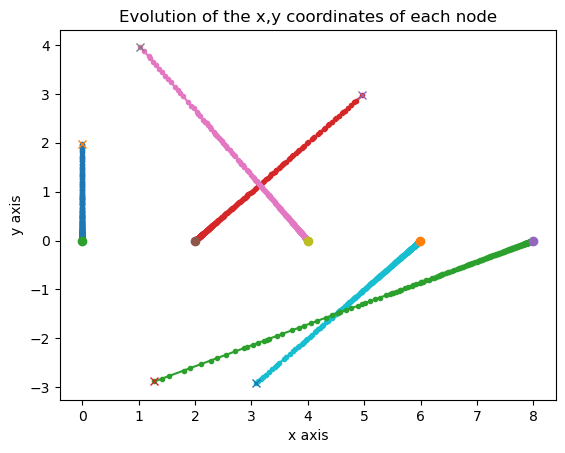 Evolution of the x,y coordinates of each node
4
3
2
1
0
−1
−2
−3
y axis
0 1 2 3 4 5 6 7 8
x axis